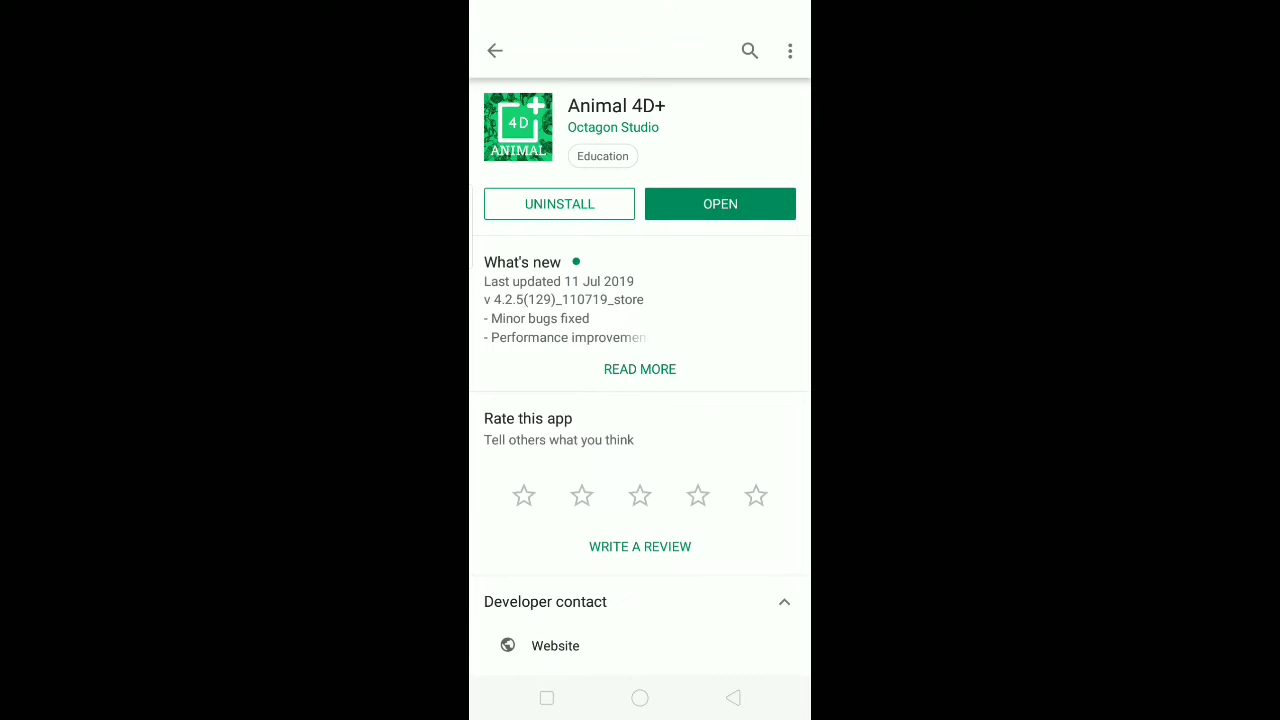 4D
ANIMAL
Animal 4D+
Octagon Studio
Education
UNINSTALL
OPEN
What's new
Last updated 11 Jul 2019
v 4.2.5(129)_110719_store
- Minor bugs fixed
- Performance improvemen
READ MORE
Rate this app
Tell others what you think
WRITE A REVIEW
Developer contact
Website